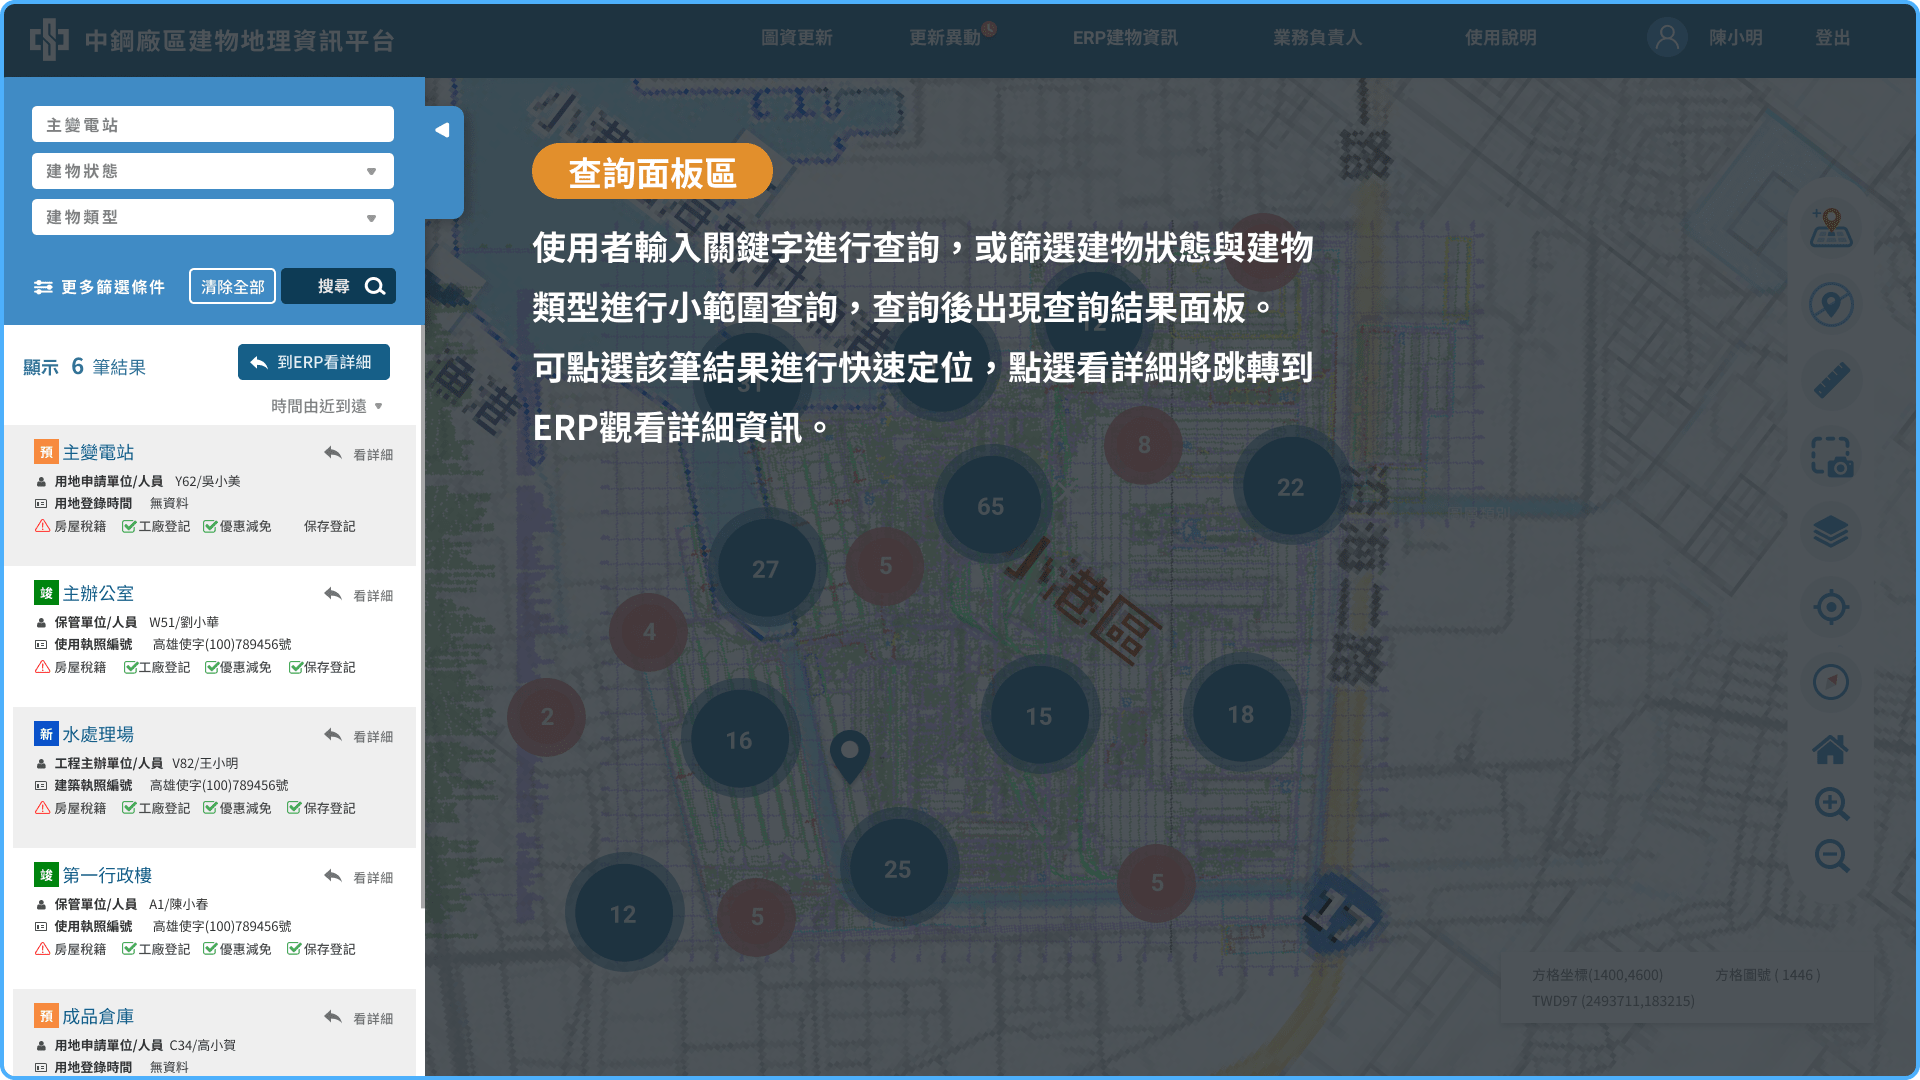 中鋼廠區建物地理資訊平台
圖資更新
更新異動
ERP建物資訊
業務負責人
使用說明
陳小明
登出
主變電站
建物狀態
建物類型
更多篩選條件
清除全部
搜尋
顯示 6 筆結果
到ERP看詳細
時間由近到遠
預 主變電站 看詳細
用地申請單位/人員 Y62/吳小美
用地登錄時間 無資料
房屋稅籍 工廠登記 優惠減免 保存登記
竣 主辦公室 看詳細
保管單位/人員 W51/劉小華
使用執照編號 高雄使字(100)789456號
房屋稅籍 工廠登記 優惠減免 保存登記
新 水處理場 看詳細
工程主辦單位/人員 V82/王小明
建築執照編號 高雄使字(100)789456號
房屋稅籍 工廠登記 優惠減免 保存登記
竣 第一行政樓 看詳細
保管單位/人員 A1/陳小春
使用執照編號 高雄使字(100)789456號
房屋稅籍 工廠登記 優惠減免 保存登記
預 成品倉庫 看詳細
用地申請單位/人員 C34/高小賀
用地登錄時間 無資料
查詢面板區
使用者輸入關鍵字進行查詢，或篩選建物狀態與建物
類型進行小範圍查詢，查詢後出現查詢結果面板。
可點選該筆結果進行快速定位，點選看詳細將跳轉到
ERP觀看詳細資訊。
12
31
8
22
65
27
5
4
2
16
15
18
25
12
5
5
小港區
漁港
17
方格坐標(1400,4600)
方格圖號 ( 1446 )
TWD97 (2493711,183215)